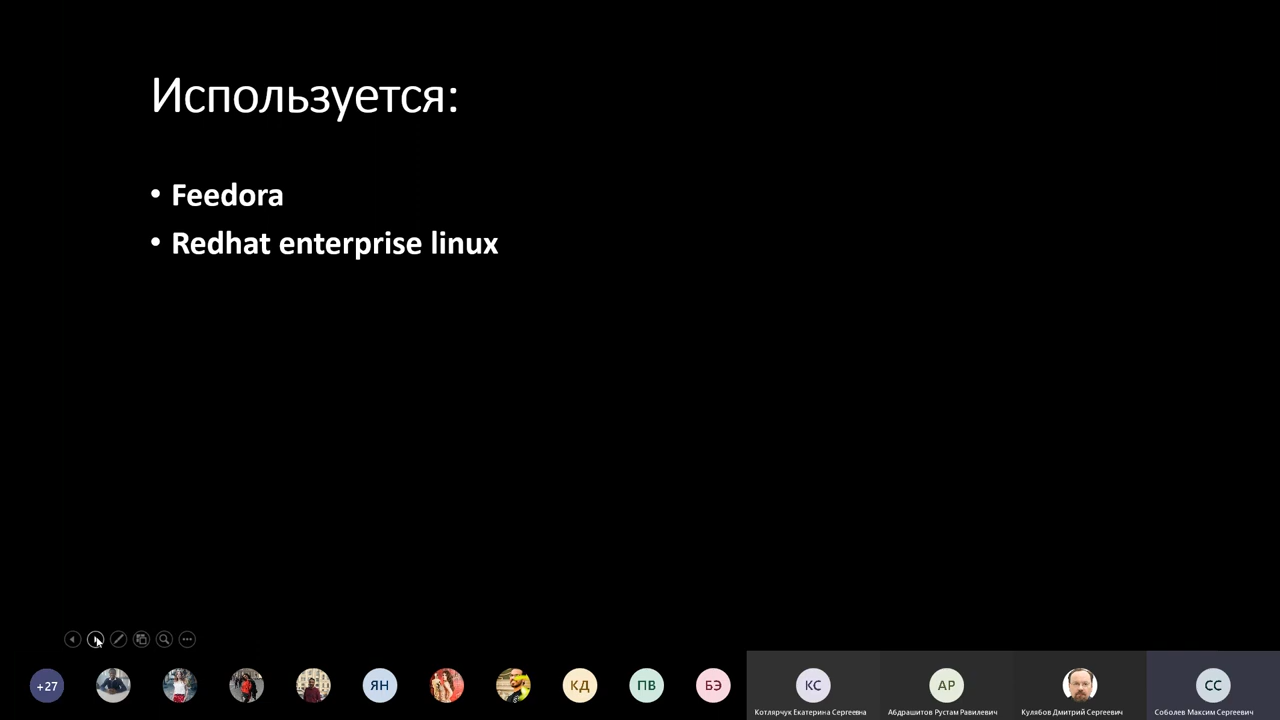 Используется:
• Feedora
• Redhat enterprise linux
+27
ЯН
КД
ПВ
БЭ
КС
АР
СС
Котлярчук Екатерина Сергеевна
Абдрашитов Рустам Равилевич
Кулябов Дмитрий Сергеевич
Соболев Максим Сергеевич